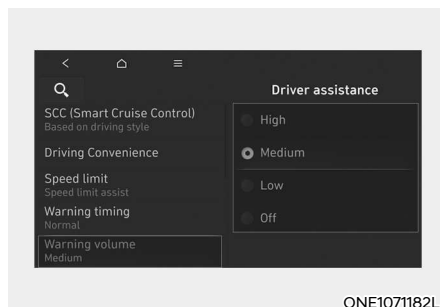 Driver assistance
SCC (Smart Cruise Control)
Based on driving style
Driving Convenience
Speed limit
Speed limit assist
Warning timing
Normal
Warning volume
Medium
High
Medium
Low
Off
ONE1071182L